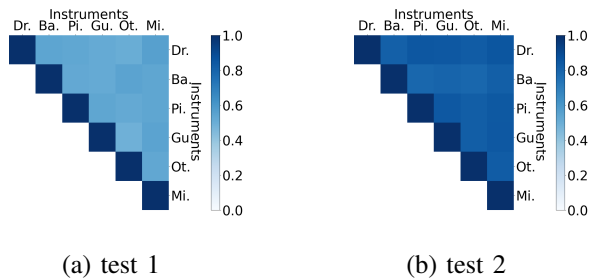 Instruments
Dr. Ba. Pi. Gu. Ot. Mi.
Dr.
Ba.
Pi.
Gu.
Ot.
Mi.
Instruments
1.0
0.8
0.6
0.4
0.2
0.0
(a) test 1
Instruments
Dr. Ba. Pi. Gu. Ot. Mi.
Dr.
Ba.
Pi.
Gu.
Ot.
Mi.
Instruments
1.0
0.8
0.6
0.4
0.2
0.0
(b) test 2